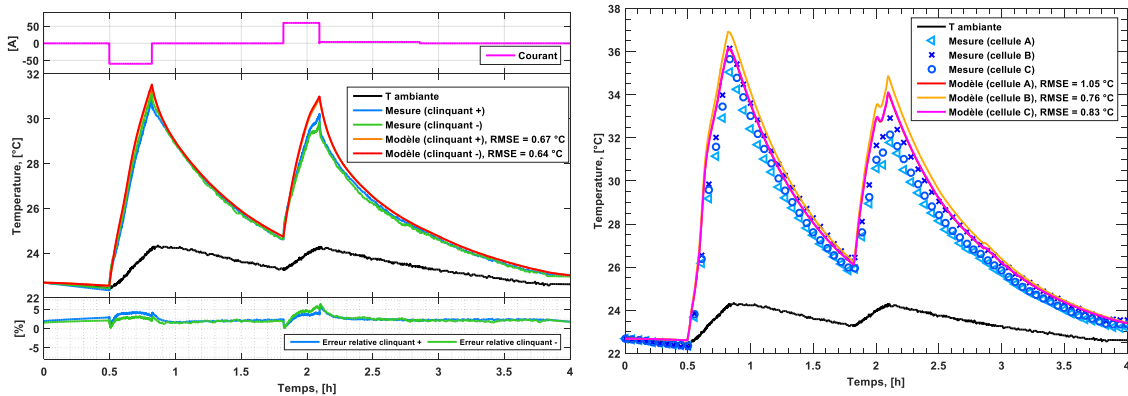 50
0
-50
[A]
Courant
32
30
28
26
24
22
Temperature, [°C]
T ambiante
Mesure (clinquant +)
Mesure (clinquant -)
Modèle (clinquant +), RMSE = 0.67 °C
Modèle (clinquant -), RMSE = 0.64 °C
5
0
-5
[%]
Erreur relative clinquant +
Erreur relative clinquant -
0 0.5 1 1.5 2 2.5 3 3.5 4
Temps, [h]
38
36
34
32
30
28
26
24
22
Temperature, [°C]
T ambiante
Mesure (cellule A)
Mesure (cellule B)
Mesure (cellule C)
Modèle (cellule A), RMSE = 1.05 °C
Modèle (cellule B), RMSE = 0.76 °C
Modèle (cellule C), RMSE = 0.83 °C
0 0.5 1 1.5 2 2.5 3 3.5 4
Temps, [h]